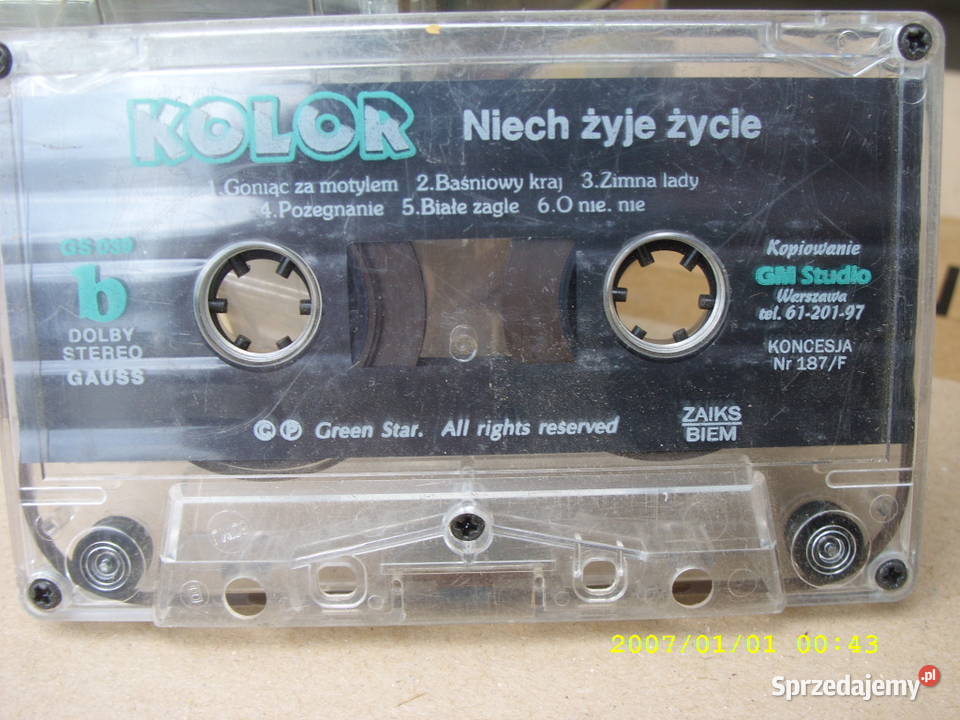 KOLOR Niech żyje życie
1.Goniąc za motylem 2.Baśniowy kraj 3.Zimna lady
4.Pozegnanie 5.Białe zagle 6.O nie. nie
GS 039
b
DOLBY
STEREO
GAUSS
Kopiowanie
GM Studio
Warszawa
tel. 61-201-97
KONCESJA
Nr 187/F
© ℗ Green Star. All rights reserved
ZAIKS
BIEM
2007/01/01 00:43
Sprzedajemy.pl